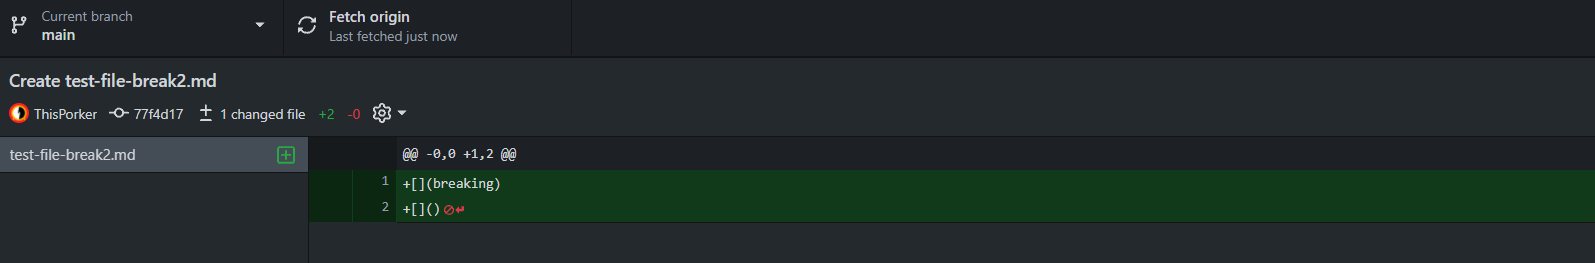 Current branch
main
Fetch origin
Last fetched just now
Create test-file-break2.md
ThisPorker 77f4d17 1 changed file +2 -0
test-file-break2.md
@@ -0,0 +1,2 @@
1 +[](breaking)
2 +[]()